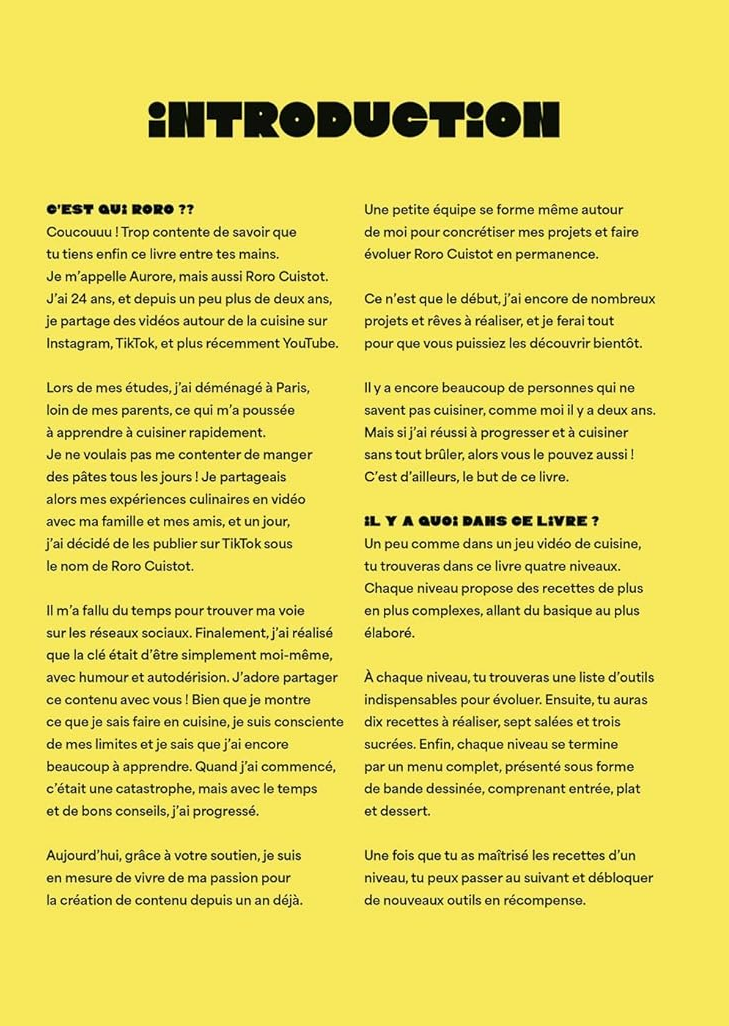 iNTRODUCTiON
C'EST QUi RORO ??
Coucouuu ! Trop contente de savoir que
tu tiens enfin ce livre entre tes mains.
Je m'appelle Aurore, mais aussi Roro Cuistot.
J'ai 24 ans, et depuis un peu plus de deux ans,
je partage des vidéos autour de la cuisine sur
Instagram, TikTok, et plus récemment YouTube.
Lors de mes études, j'ai déménagé à Paris,
loin de mes parents, ce qui m'a poussée
à apprendre à cuisiner rapidement.
Je ne voulais pas me contenter de manger
des pâtes tous les jours ! Je partageais
alors mes expériences culinaires en vidéo
avec ma famille et mes amis, et un jour,
j'ai décidé de les publier sur TikTok sous
le nom de Roro Cuistot.
Il m'a fallu du temps pour trouver ma voie
sur les réseaux sociaux. Finalement, j'ai réalisé
que la clé était d'être simplement moi-même,
avec humour et autodérision. J'adore partager
ce contenu avec vous ! Bien que je montre
ce que je sais faire en cuisine, je suis consciente
de mes limites et je sais que j'ai encore
beaucoup à apprendre. Quand j'ai commencé,
c'était une catastrophe, mais avec le temps
et de bons conseils, j'ai progressé.
Aujourd'hui, grâce à votre soutien, je suis
en mesure de vivre de ma passion pour
la création de contenu depuis un an déjà.
Une petite équipe se forme même autour
de moi pour concrétiser mes projets et faire
évoluer Roro Cuistot en permanence.
Ce n'est que le début, j'ai encore de nombreux
projets et rêves à réaliser, et je ferai tout
pour que vous puissiez les découvrir bientôt.
Il y a encore beaucoup de personnes qui ne
savent pas cuisiner, comme moi il y a deux ans.
Mais si j'ai réussi à progresser et à cuisiner
sans tout brûler, alors vous le pouvez aussi !
C'est d'ailleurs, le but de ce livre.
iL Y A QUOi DANS CE LiVRE ?
Un peu comme dans un jeu vidéo de cuisine,
tu trouveras dans ce livre quatre niveaux.
Chaque niveau propose des recettes de plus
en plus complexes, allant du basique au plus
élaboré.
À chaque niveau, tu trouveras une liste d'outils
indispensables pour évoluer. Ensuite, tu auras
dix recettes à réaliser, sept salées et trois
sucrées. Enfin, chaque niveau se termine
par un menu complet, présenté sous forme
de bande dessinée, comprenant entrée, plat
et dessert.
Une fois que tu as maîtrisé les recettes d'un
niveau, tu peux passer au suivant et débloquer
de nouveaux outils en récompense.